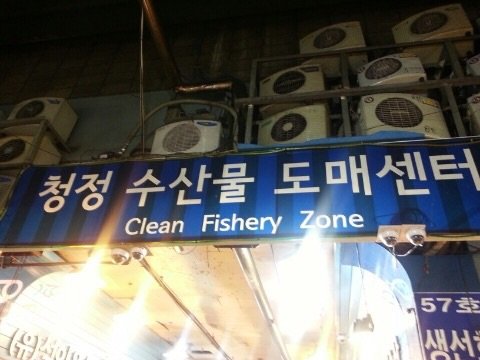 청정 수산물 도매센터
Clean Fishery Zone
57호